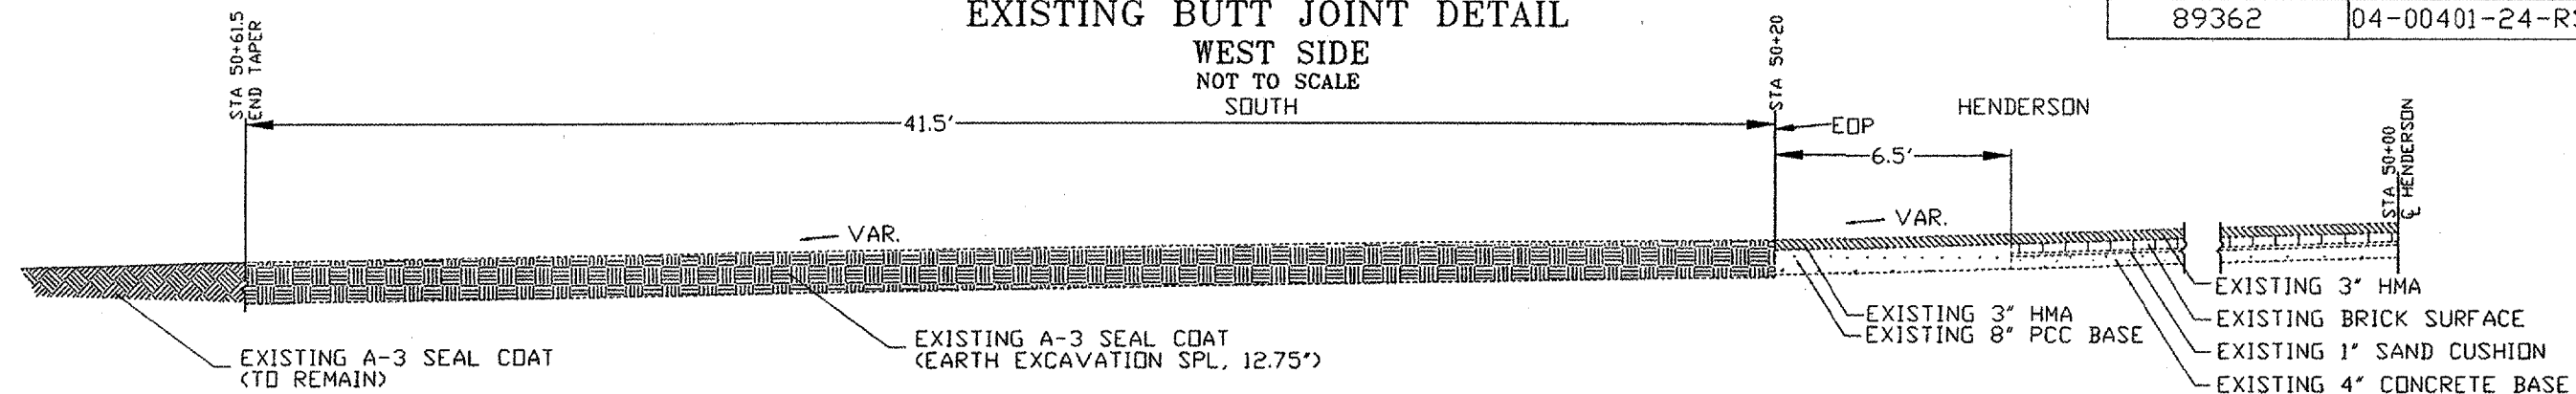 EXISTING BUTT JOINT DETAIL
WEST SIDE
NOT TO SCALE
SOUTH
89362
STA 50+61.5
END TAPER
41.5'
STA 50+20
EOP
HENDERSON
6.5'
STA 50+00
℄ HENDERSON
VAR.
VAR.
EXISTING A-3 SEAL COAT
(TO REMAIN)
EXISTING A-3 SEAL COAT
(EARTH EXCAVATION SPL, 12.75")
EXISTING 3" HMA
EXISTING 8" PCC BASE
EXISTING 3" HMA
EXISTING BRICK SURFACE
EXISTING 1" SAND CUSHION
EXISTING 4" CONCRETE BASE